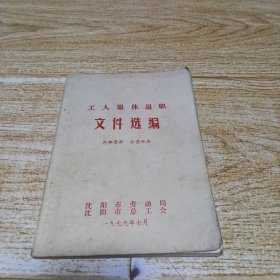 工人退休退职
文件选编
内部资料 注意保存
沈阳市劳动局
沈阳市总工会
一九七九年七月